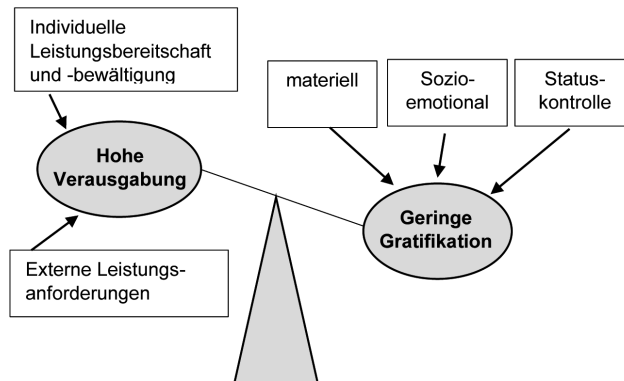 Individuelle
Leistungsbereitschaft
und -bewältigung
materiell
Sozio-
emotional
Status-
kontrolle
Hohe
Verausgabung
Geringe
Gratifikation
Externe Leistungs-
anforderungen